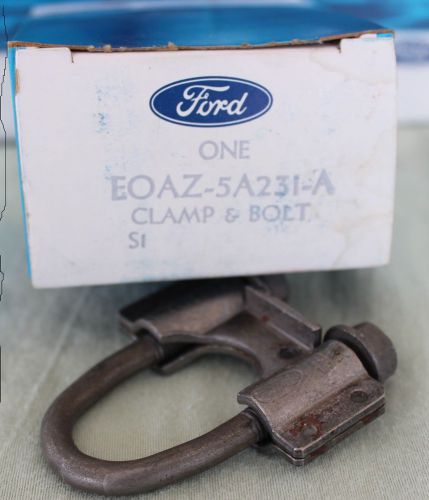 Ford
ONE
EOAZ-5A231-A
CLAMP & BOLT
S1